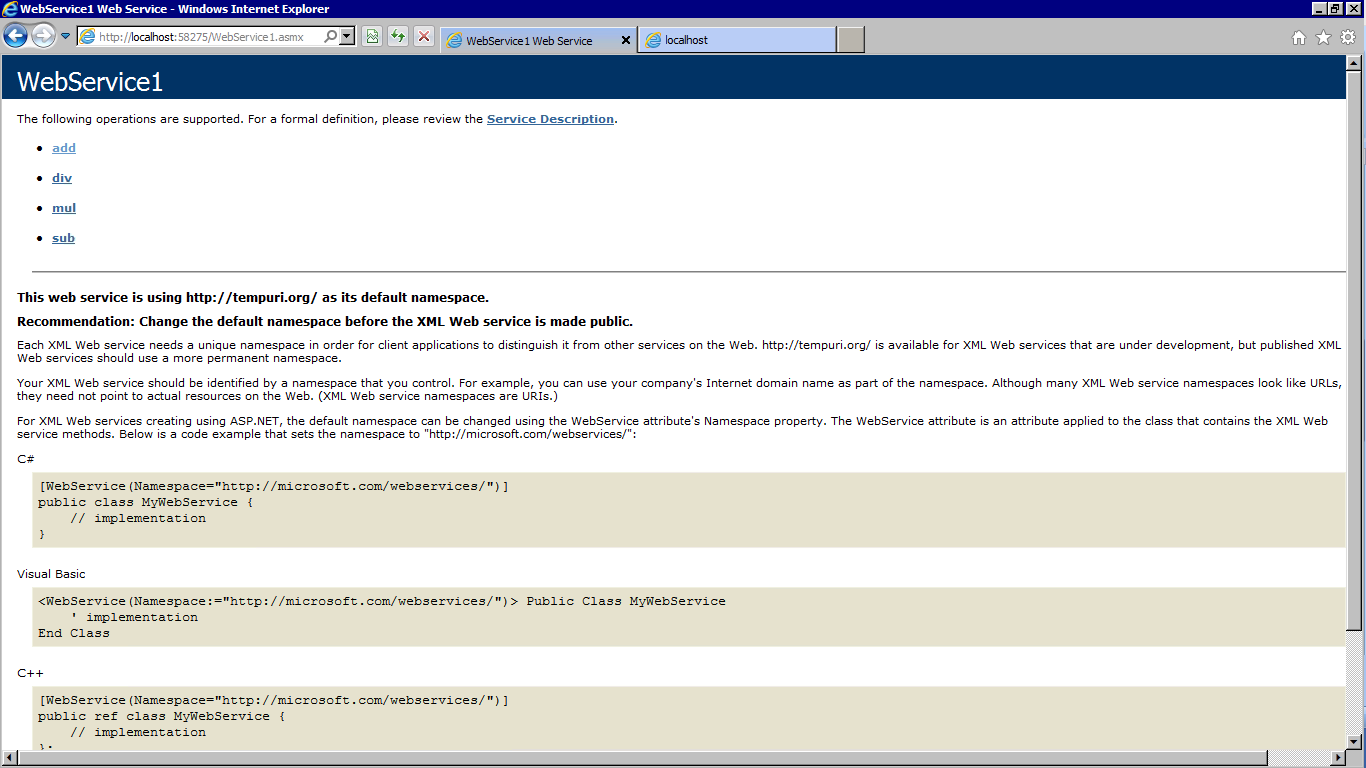 WebService1 Web Service - Windows Internet Explorer
http://localhost:58275/WebService1.asmx
WebService1 Web Service
localhost
WebService1
The following operations are supported. For a formal definition, please review the Service Description.
add
div
mul
sub
This web service is using http://tempuri.org/ as its default namespace.
Recommendation: Change the default namespace before the XML Web service is made public.
Each XML Web service needs a unique namespace in order for client applications to distinguish it from other services on the Web. http://tempuri.org/ is available for XML Web services that are under development, but published XML
Web services should use a more permanent namespace.
Your XML Web service should be identified by a namespace that you control. For example, you can use your company's Internet domain name as part of the namespace. Although many XML Web service namespaces look like URLs,
they need not point to actual resources on the Web. (XML Web service namespaces are URIs.)
For XML Web services creating using ASP.NET, the default namespace can be changed using the WebService attribute's Namespace property. The WebService attribute is an attribute applied to the class that contains the XML Web
service methods. Below is a code example that sets the namespace to "http://microsoft.com/webservices/":
C#
[WebService(Namespace="http://microsoft.com/webservices/")]
public class MyWebService {
    // implementation
}
Visual Basic
<WebService(Namespace:="http://microsoft.com/webservices/")> Public Class MyWebService
    ' implementation
End Class
C++
[WebService(Namespace="http://microsoft.com/webservices/")]
public ref class MyWebService {
    // implementation
};